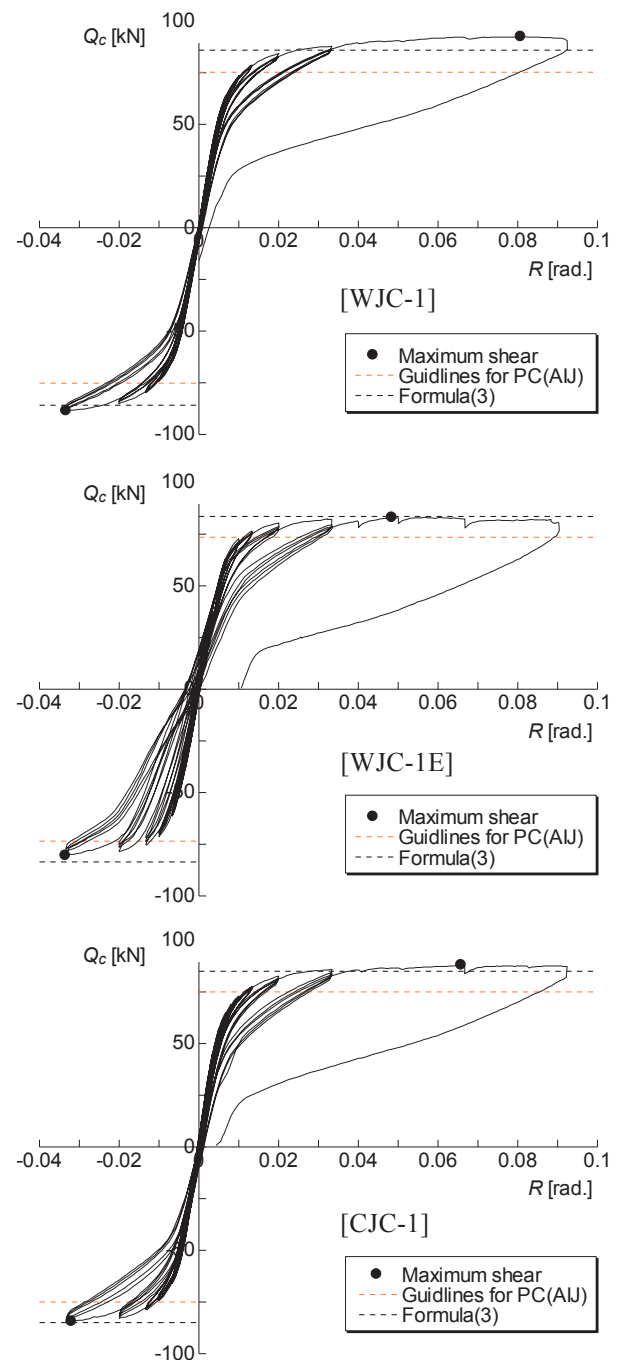 100
Qc [kN]
50
0
-0.04 -0.02 0 0.02 0.04 0.06 0.08 0.1
R [rad.]
[WJC-1]
Maximum shear
Guidlines for PC(AIJ)
Formula(3)
-100
100
Qc [kN]
50
-0.04 -0.02 0 0.02 0.04 0.06 0.08 0.1
R [rad.]
[WJC-1E]
Maximum shear
Guidlines for PC(AIJ)
Formula(3)
-100
100
Qc [kN]
50
0
-0.04 -0.02 0 0.02 0.04 0.06 0.08 0.1
R [rad.]
[CJC-1]
Maximum shear
Guidlines for PC(AIJ)
Formula(3)
-100